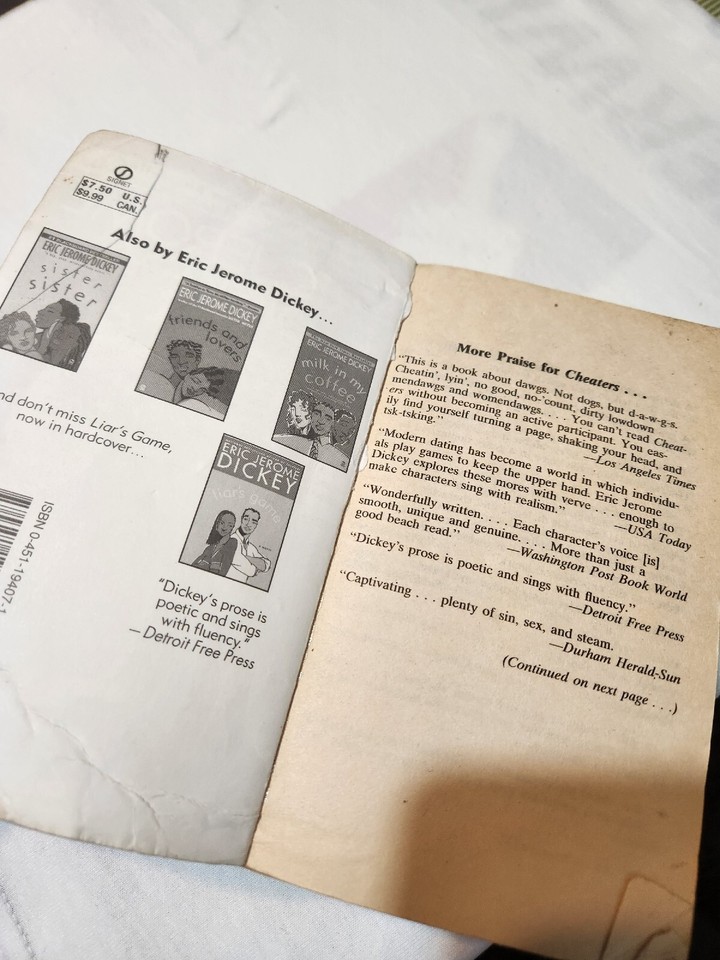 SIGNET
$7.50 U.S.
$9.99 CAN.
Also by Eric Jerome Dickey...
ERIC JEROME DICKEY
sister
sister
ERIC JEROME DICKEY
friends and
lovers
ERIC JEROME DICKEY
milk in my
coffee
nd don't miss Liar's Game,
now in hardcover...
ERIC JEROME
DICKEY
liar's game
ISBN 0-451-19407-1
"Dickey's prose is
poetic and sings
with fluency."
—Detroit Free Press
More Praise for Cheaters . . .
"This is a book about dawgs. Not dogs, but d-a-w-g-s.
Cheatin', lyin', no good, no-'count, dirty lowdown
mendawgs and womendawgs. . . . You can't read Cheat-
ers without becoming an active participant. You eas-
ily find yourself turning a page, shaking your head, and
tsk-tsking."
—Los Angeles Times
"Modern dating has become a world in which individu-
als play games to keep the upper hand. Eric Jerome
Dickey explores these mores with verve . . . enough to
make characters sing with realism."
—USA Today
"Wonderfully written. . . . Each character's voice [is]
smooth, unique and genuine. . . . More than just a
good beach read."
—Washington Post Book World
"Dickey's prose is poetic and sings with fluency."
—Detroit Free Press
"Captivating . . . plenty of sin, sex, and steam.
—Durham Herald-Sun
(Continued on next page . . .)